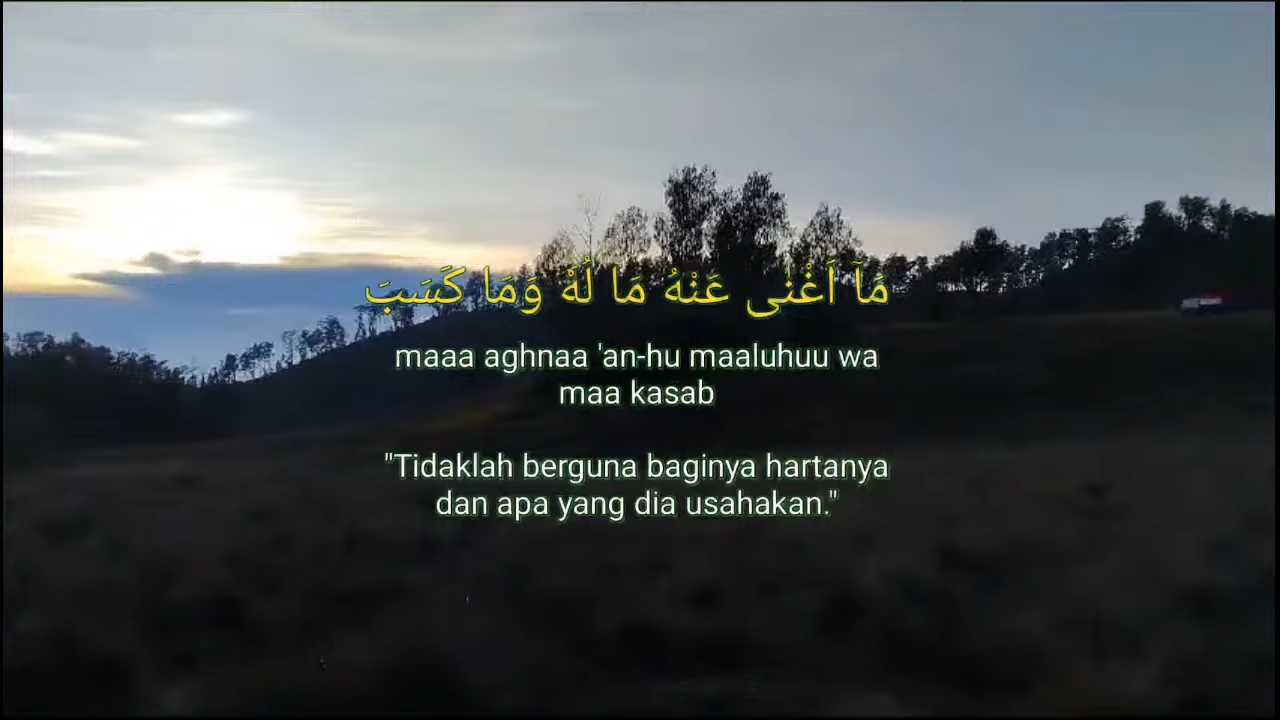 مَآ اَغْنٰى عَنْهُ مَا لُهٗ وَمَا كَسَبَ
maaa aghnaa 'an-hu maaluhuu wa
maa kasab
"Tidaklah berguna baginya hartanya
dan apa yang dia usahakan."